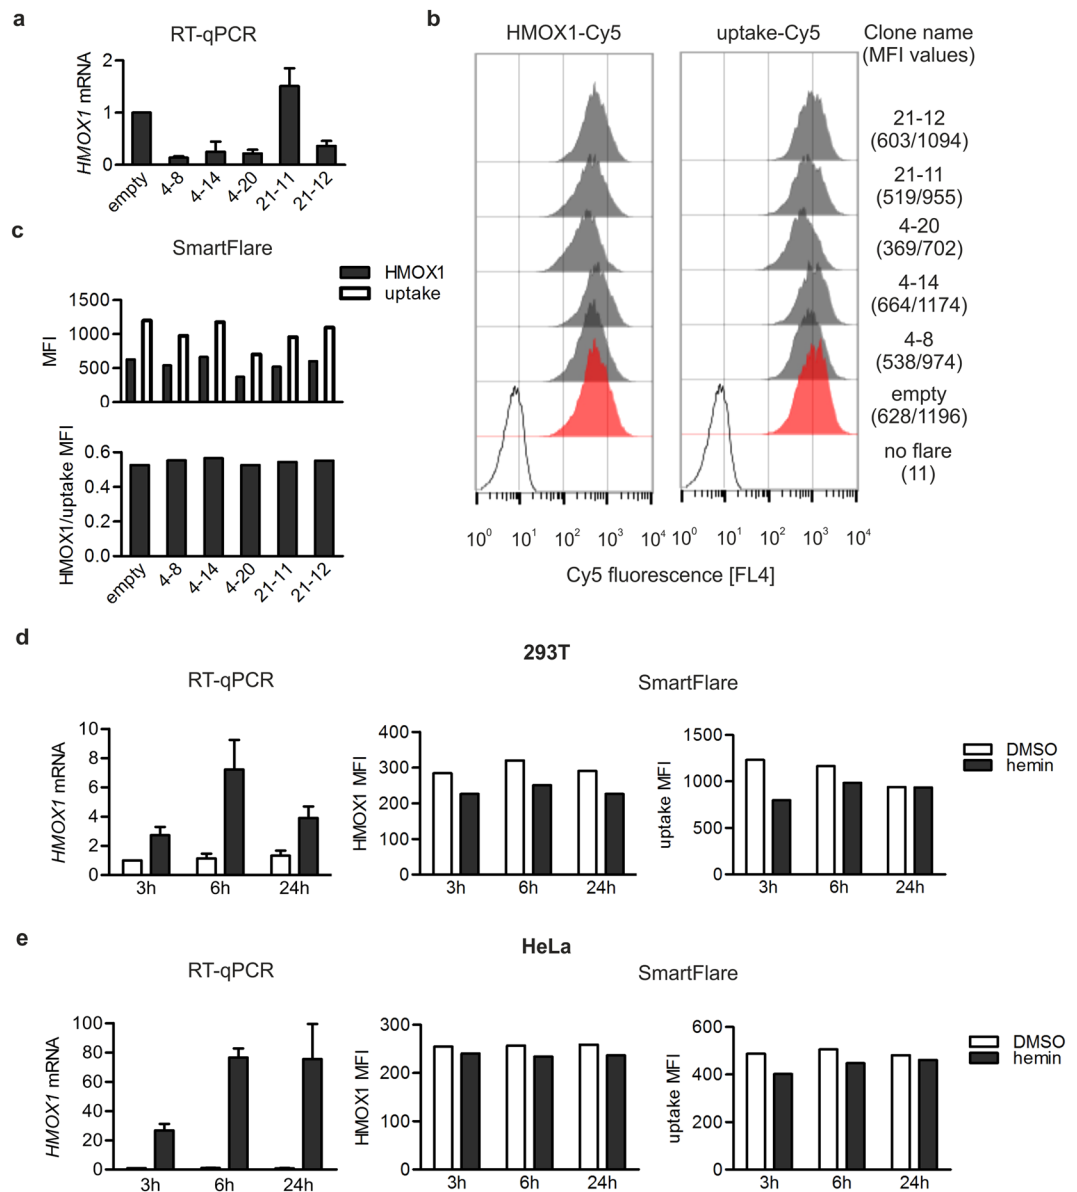 a
RT-qPCR
HMOX1 mRNA
2
1
0
empty
4-8
4-14
4-20
21-11
21-12
b
HMOX1-Cy5
uptake-Cy5
Clone name
(MFI values)
21-12
(603/1094)
21-11
(519/955)
4-20
(369/702)
4-14
(664/1174)
4-8
(538/974)
empty
(628/1196)
no flare
(11)
10^0 10^1 10^2 10^3 10^4
10^0 10^1 10^2 10^3 10^4
Cy5 fluorescence [FL4]
c
SmartFlare
HMOX1
uptake
MFI
1500
1000
500
0
HMOX1/uptake MFI
0.6
0.4
0.2
0.0
empty
4-8
4-14
4-20
21-11
21-12
d
293T
RT-qPCR
SmartFlare
HMOX1 mRNA
10
8
6
4
2
0
3h 6h 24h
HMOX1 MFI
400
300
200
100
0
3h 6h 24h
uptake MFI
1500
1000
500
0
3h 6h 24h
DMSO
hemin
e
HeLa
RT-qPCR
SmartFlare
HMOX1 mRNA
100
80
60
40
20
0
3h 6h 24h
HMOX1 MFI
300
200
100
0
3h 6h 24h
uptake MFI
600
400
200
0
3h 6h 24h
DMSO
hemin